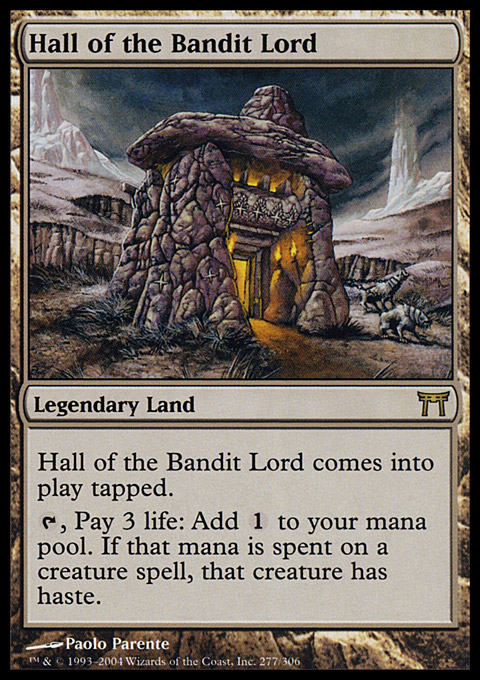 Hall of the Bandit Lord
Legendary Land
Hall of the Bandit Lord comes into
play tapped.
, Pay 3 life: Add 1 to your mana
pool. If that mana is spent on a
creature spell, that creature has
haste.
Paolo Parente
™ & © 1993–2004 Wizards of the Coast, Inc. 277/306